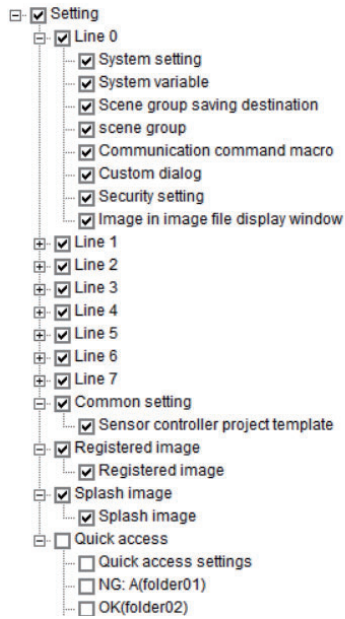 Setting
Line 0
System setting
System variable
Scene group saving destination
scene group
Communication command macro
Custom dialog
Security setting
Image in image file display window
Line 1
Line 2
Line 3
Line 4
Line 5
Line 6
Line 7
Common setting
Sensor controller project template
Registered image
Registered image
Splash image
Splash image
Quick access
Quick access settings
NG: A(folder01)
OK(folder02)